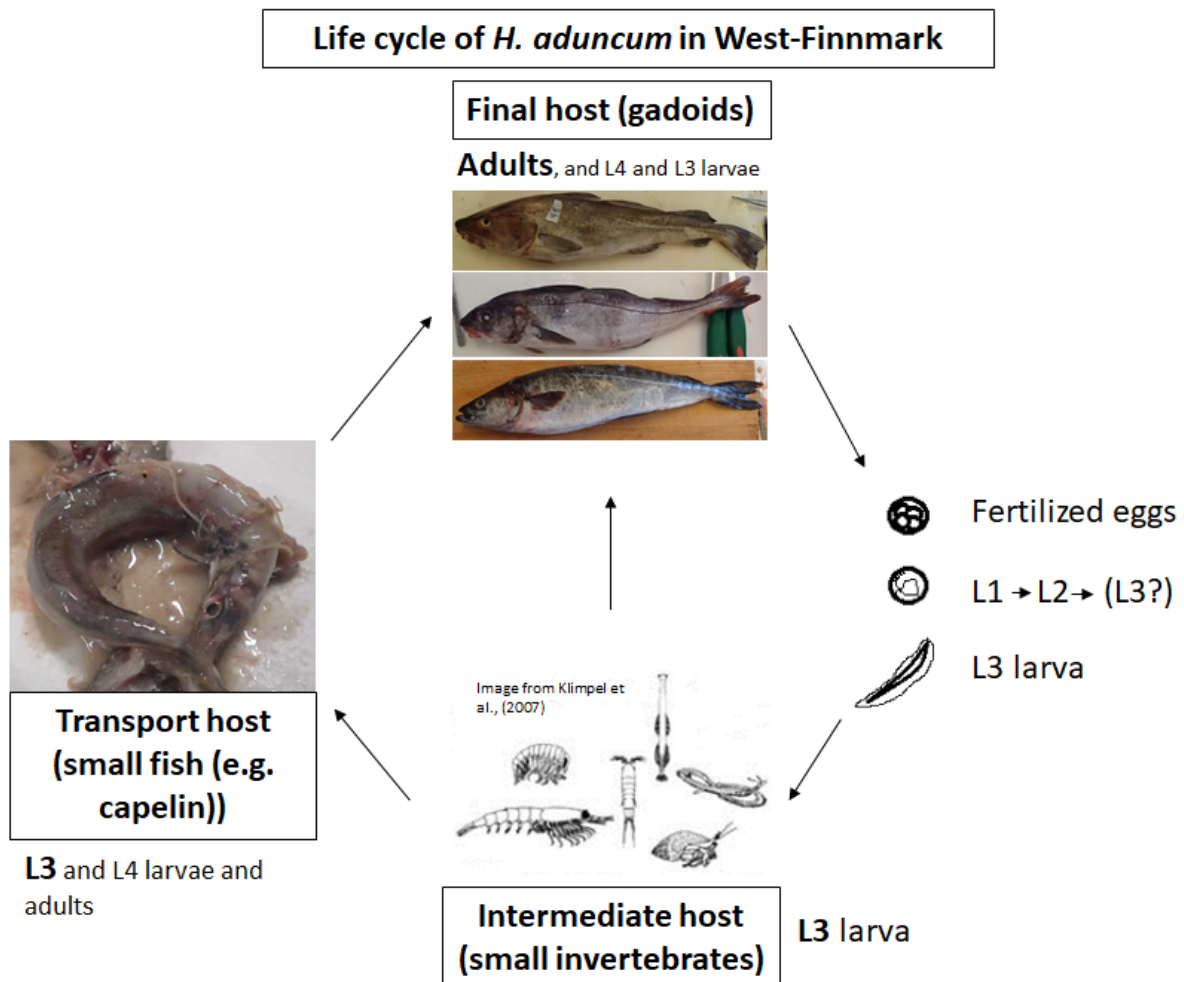 Life cycle of H. aduncum in West-Finnmark
Final host (gadoids)
Adults, and L4 and L3 larvae
Fertilized eggs
L1 → L2 → (L3?)
L3 larva
Image from Klimpel et
al., (2007)
Transport host
(small fish (e.g.
capelin))
L3 and L4 larvae and
adults
Intermediate host
(small invertebrates)
L3 larva